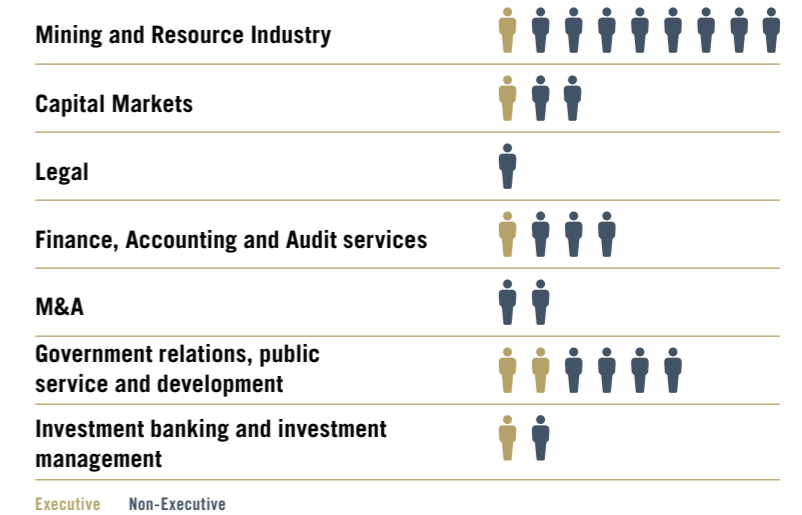 Mining and Resource Industry
Capital Markets
Legal
Finance, Accounting and Audit services
M&A
Government relations, public
service and development
Investment banking and investment
management
Executive Non-Executive